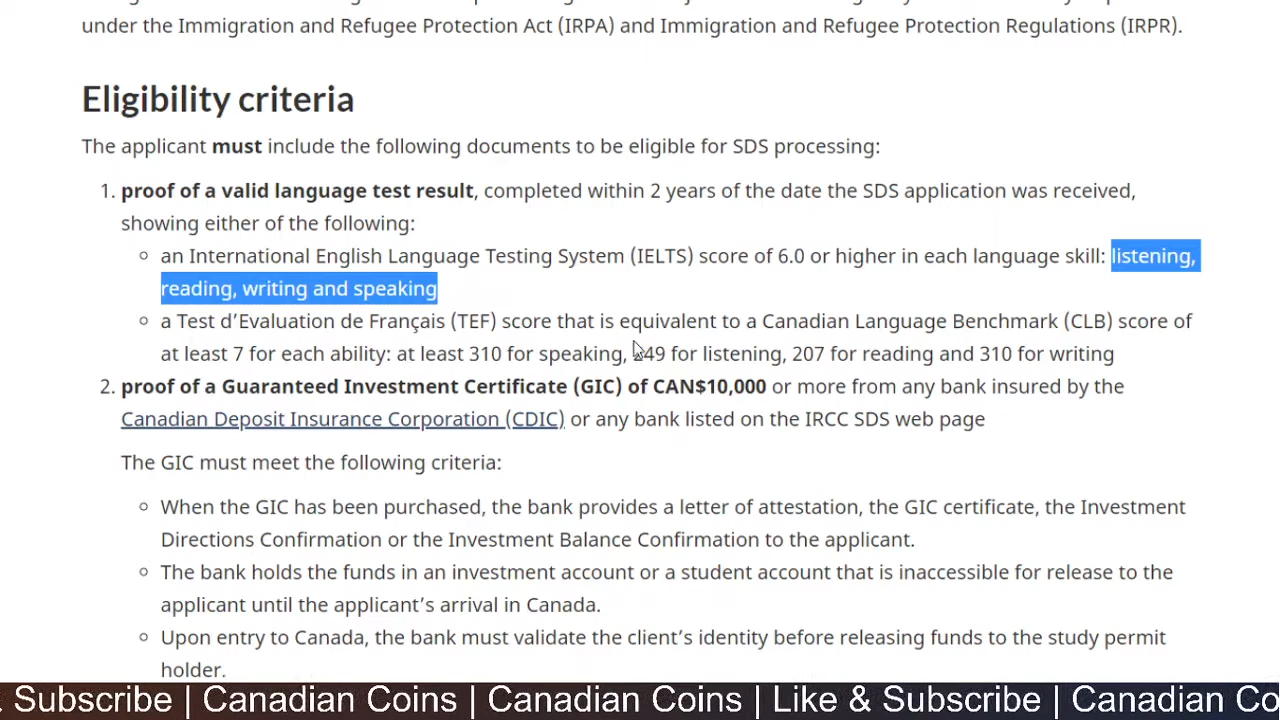 under the Immigration and Refugee Protection Act (IRPA) and Immigration and Refugee Protection Regulations (IRPR).
Eligibility criteria
The applicant must include the following documents to be eligible for SDS processing:
1. proof of a valid language test result, completed within 2 years of the date the SDS application was received,
showing either of the following:
an International English Language Testing System (IELTS) score of 6.0 or higher in each language skill: listening,
reading, writing and speaking
a Test d’Evaluation de Français (TEF) score that is equivalent to a Canadian Language Benchmark (CLB) score of
at least 7 for each ability: at least 310 for speaking, 249 for listening, 207 for reading and 310 for writing
2. proof of a Guaranteed Investment Certificate (GIC) of CAN$10,000 or more from any bank insured by the
Canadian Deposit Insurance Corporation (CDIC) or any bank listed on the IRCC SDS web page
The GIC must meet the following criteria:
When the GIC has been purchased, the bank provides a letter of attestation, the GIC certificate, the Investment
Directions Confirmation or the Investment Balance Confirmation to the applicant.
The bank holds the funds in an investment account or a student account that is inaccessible for release to the
applicant until the applicant’s arrival in Canada.
Upon entry to Canada, the bank must validate the client’s identity before releasing funds to the study permit
holder.
. Subscribe | Canadian Coins | Canadian Coins | Like & Subscribe | Canadian Co